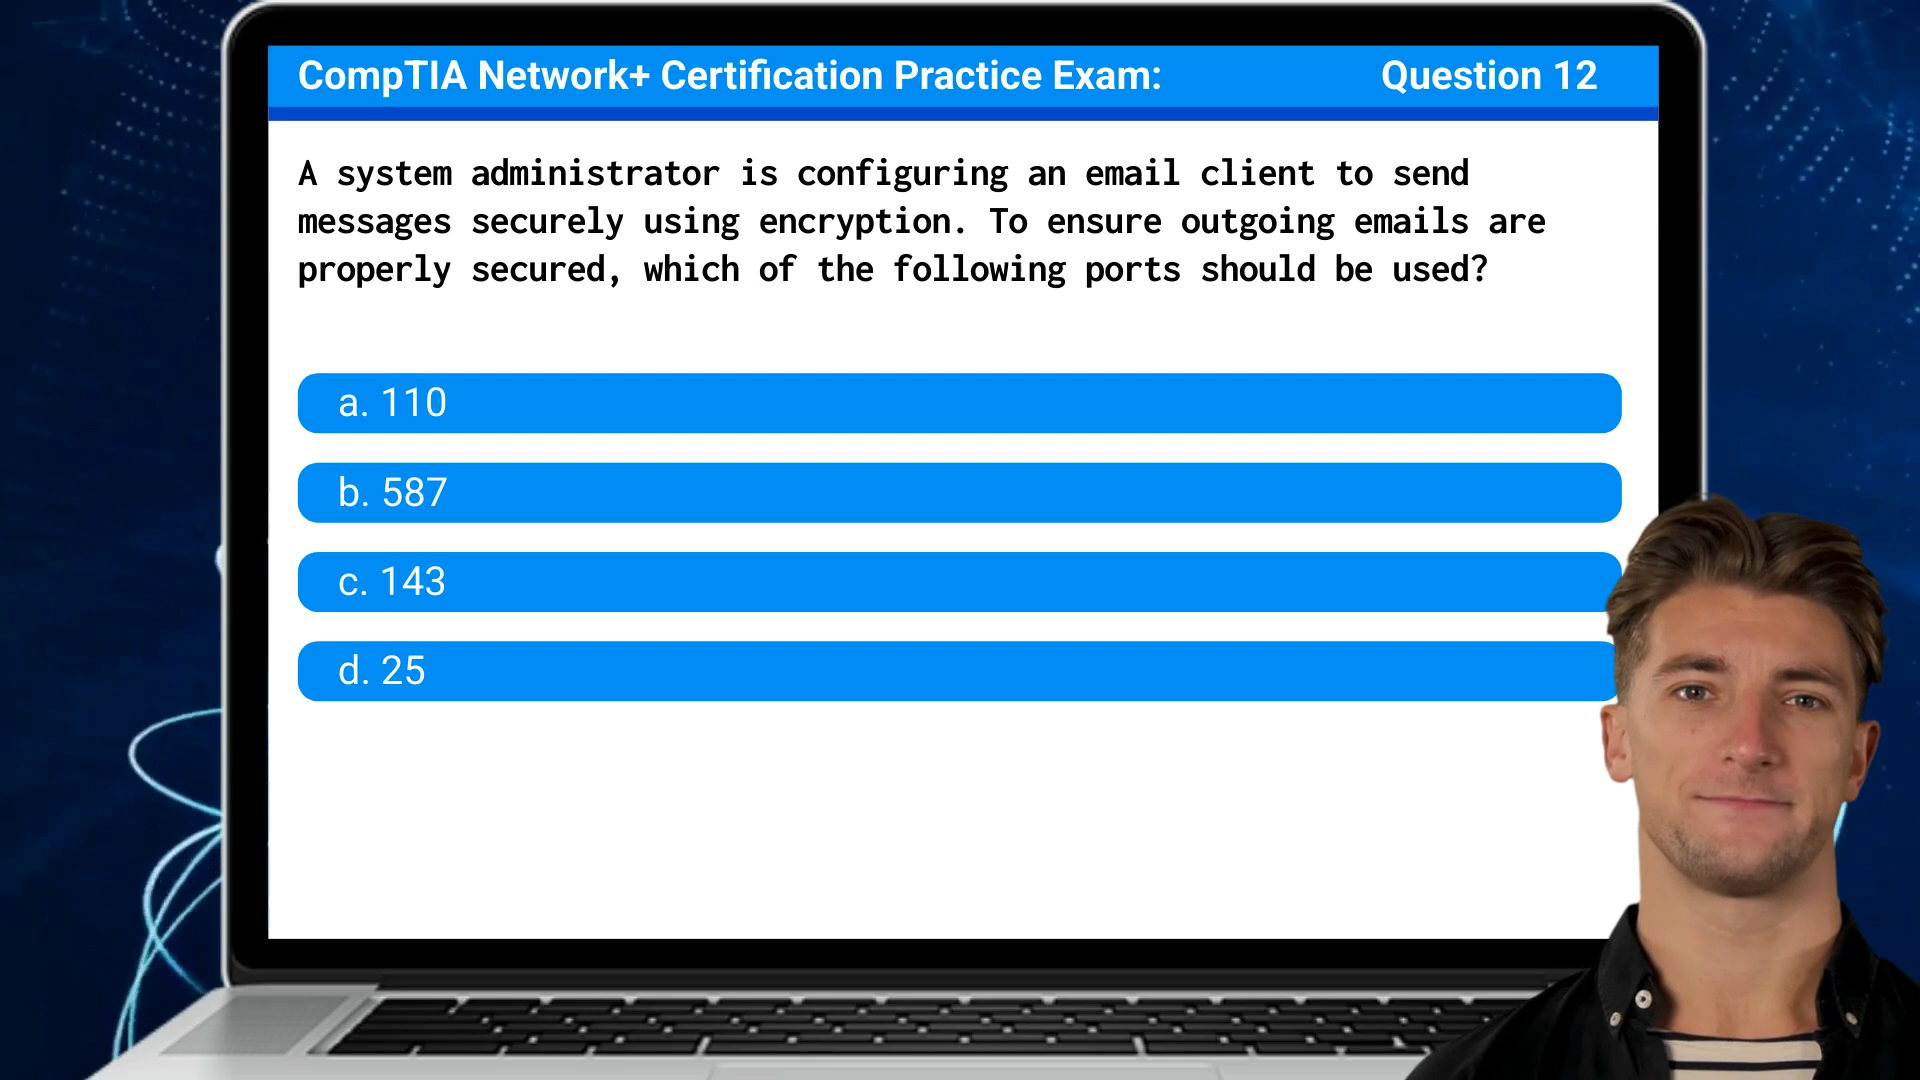 CompTIA Network+ Certification Practice Exam: Question 12
A system administrator is configuring an email client to send
messages securely using encryption. To ensure outgoing emails are
properly secured, which of the following ports should be used?
a. 110
b. 587
c. 143
d. 25